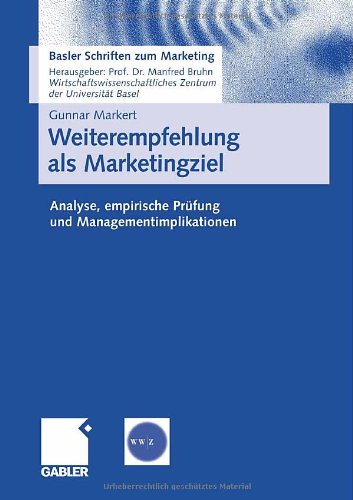 Basler Schriften zum Marketing
Herausgeber: Prof. Dr. Manfred Bruhn
Wirtschaftswissenschaftliches Zentrum
der Universität Basel
Gunnar Markert
Weiterempfehlung
als Marketingziel
Analyse, empirische Prüfung
und Managementimplikationen
GABLER
WWZ
Urheberrechtlich geschütztes Material